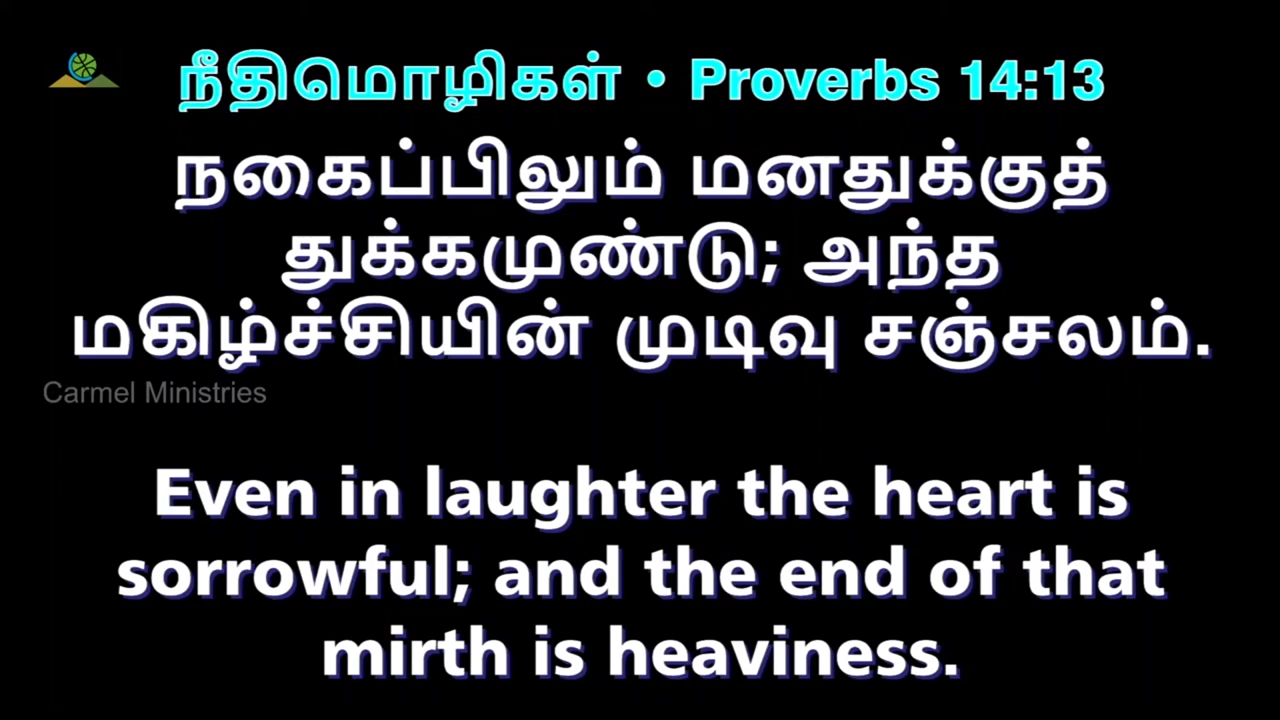 நீதிமொழிகள் • Proverbs 14:13
நகைப்பிலும் மனதுக்குத்
துக்கமுண்டு; அந்த
மகிழ்ச்சியின் முடிவு சஞ்சலம்.
Carmel Ministries
Even in laughter the heart is
sorrowful; and the end of that
mirth is heaviness.